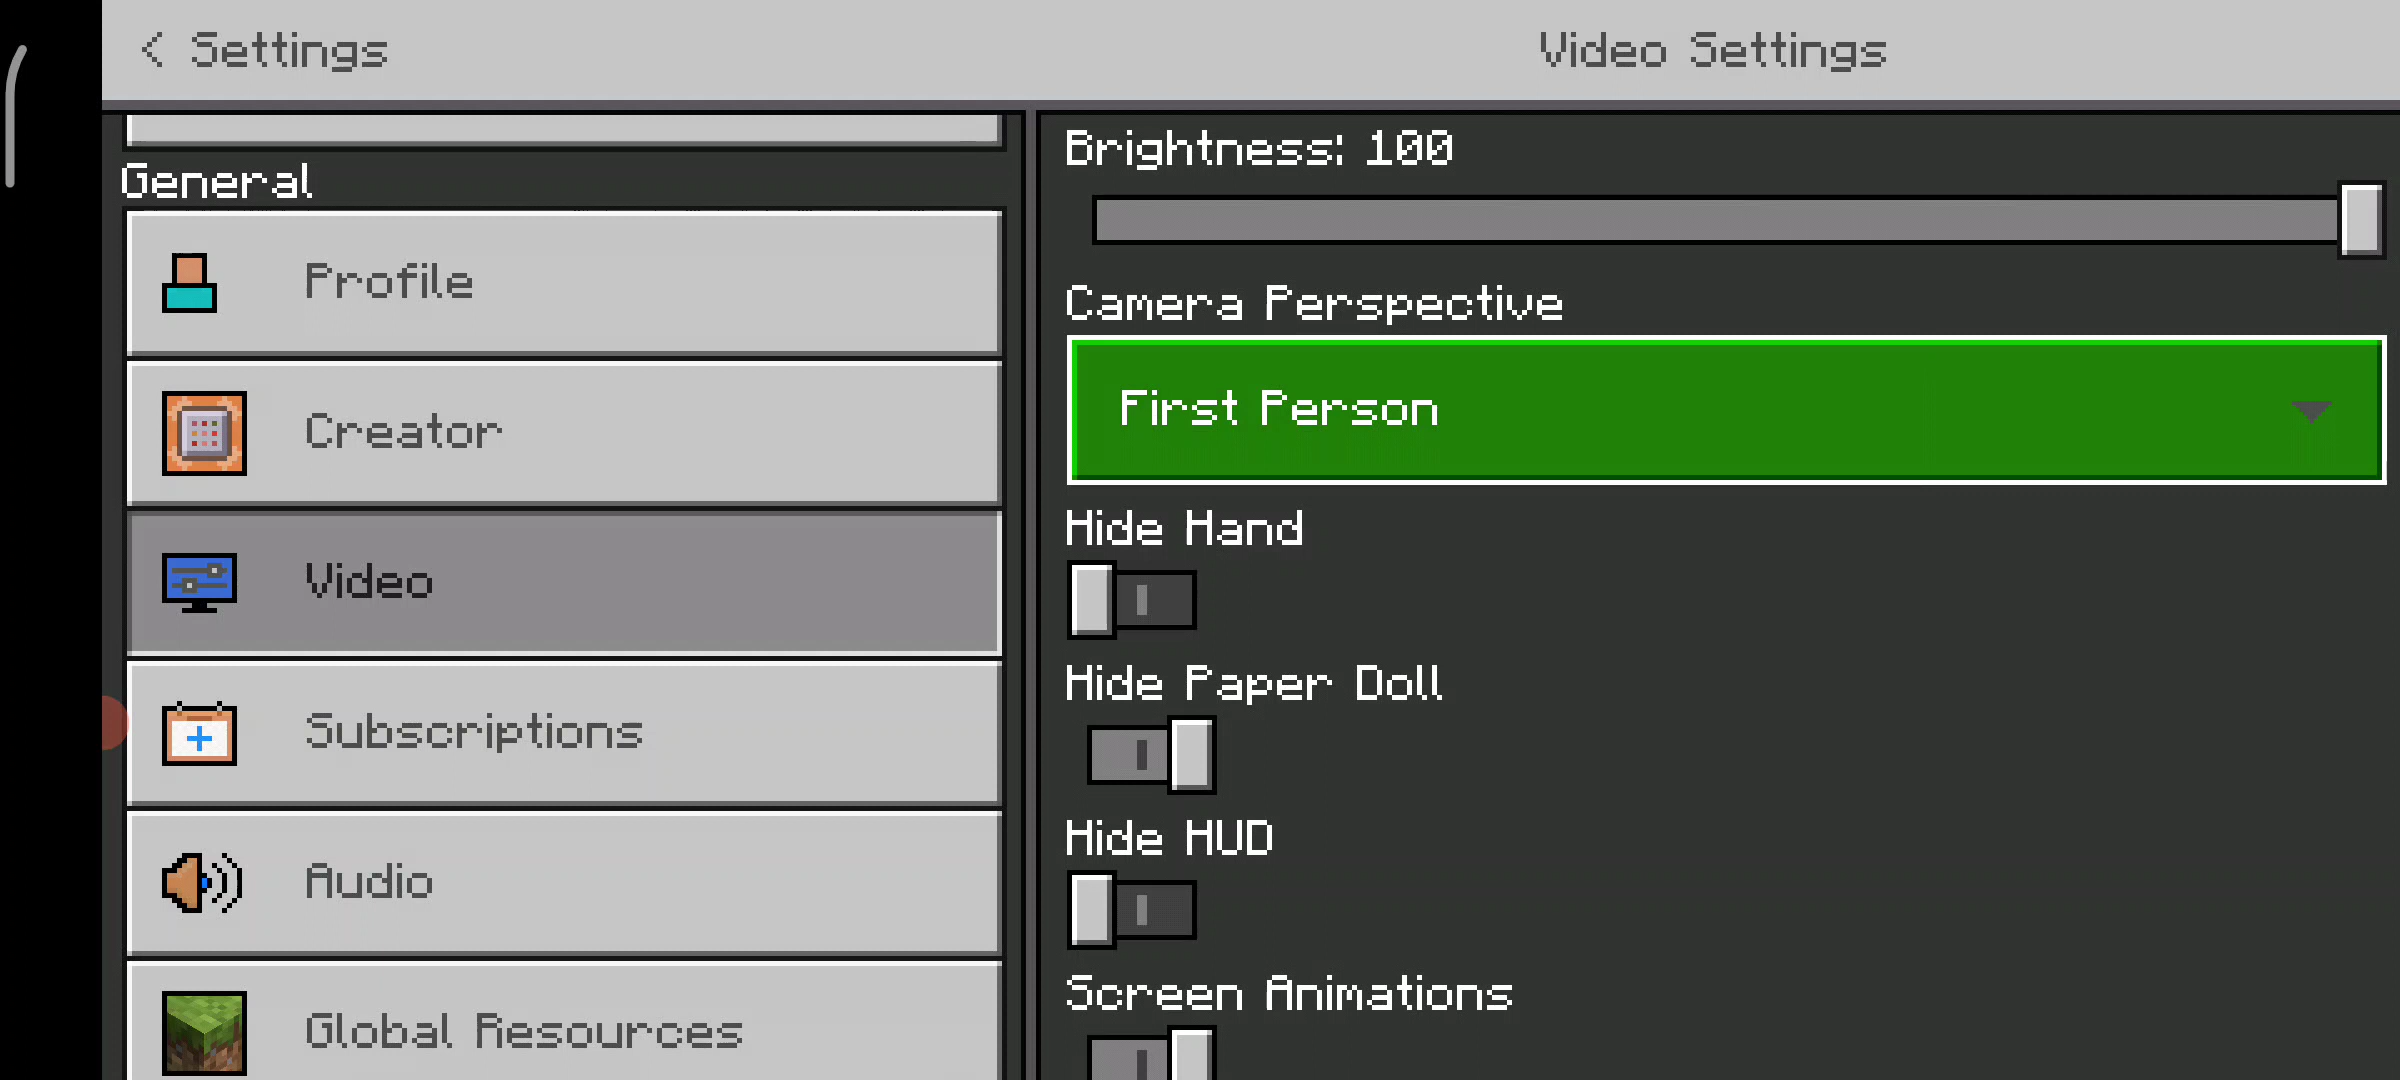 Settings
Video Settings
General
Profile
Creator
Video
Subscriptions
Audio
Global Resources
Brightness: 100
Camera Perspective
First Person
Hide Hand
Hide Paper Doll
Hide HUD
Screen Animations